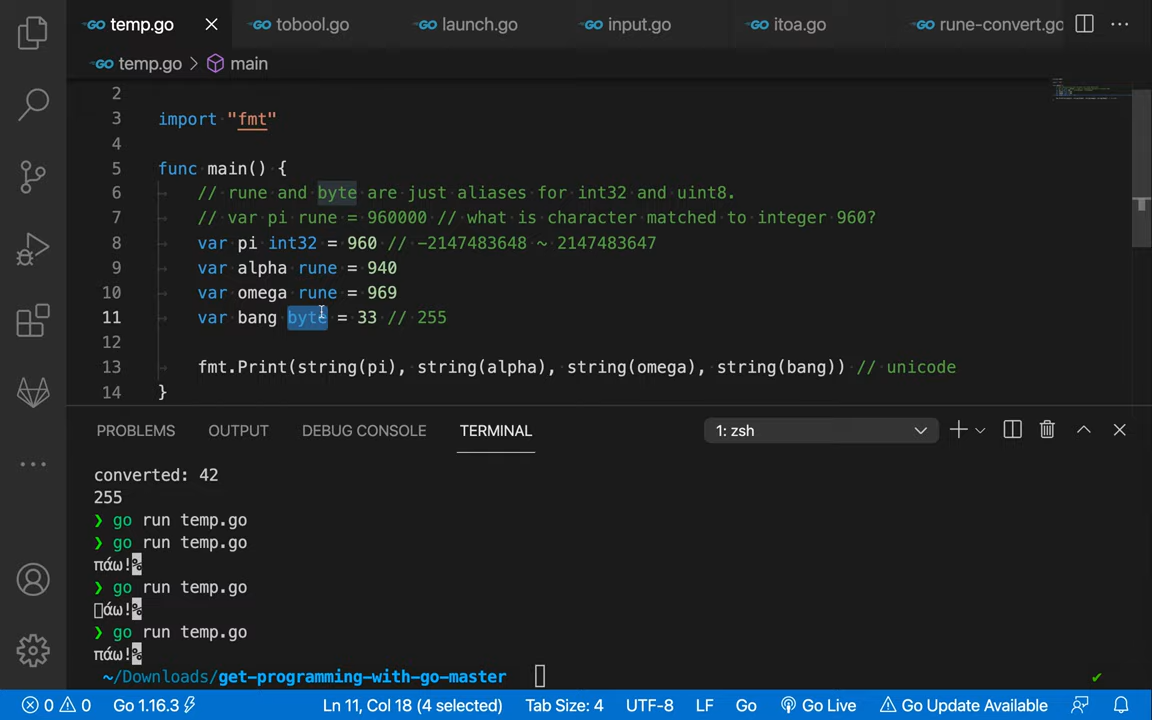 temp.go
tobool.go
launch.go
input.go
itoa.go
rune-convert.go
temp.go > main
2
3 import "fmt"
4
5 func main() {
6 // rune and byte are just aliases for int32 and uint8.
7 // var pi rune = 960000 // what is character matched to integer 960?
8 var pi int32 = 960 // -2147483648 ~ 2147483647
9 var alpha rune = 940
10 var omega rune = 969
11 var bang byte = 33 // 255
12
13 fmt.Print(string(pi), string(alpha), string(omega), string(bang)) // unicode
14 }
PROBLEMS OUTPUT DEBUG CONSOLE TERMINAL 1: zsh
converted: 42
255
❯ go run temp.go
❯ go run temp.go
πάω!%
❯ go run temp.go
□άω!%
❯ go run temp.go
πάω!%
~/Downloads/get-programming-with-go-master
0 0 Go 1.16.3 Ln 11, Col 18 (4 selected) Tab Size: 4 UTF-8 LF Go Go Live Go Update Available